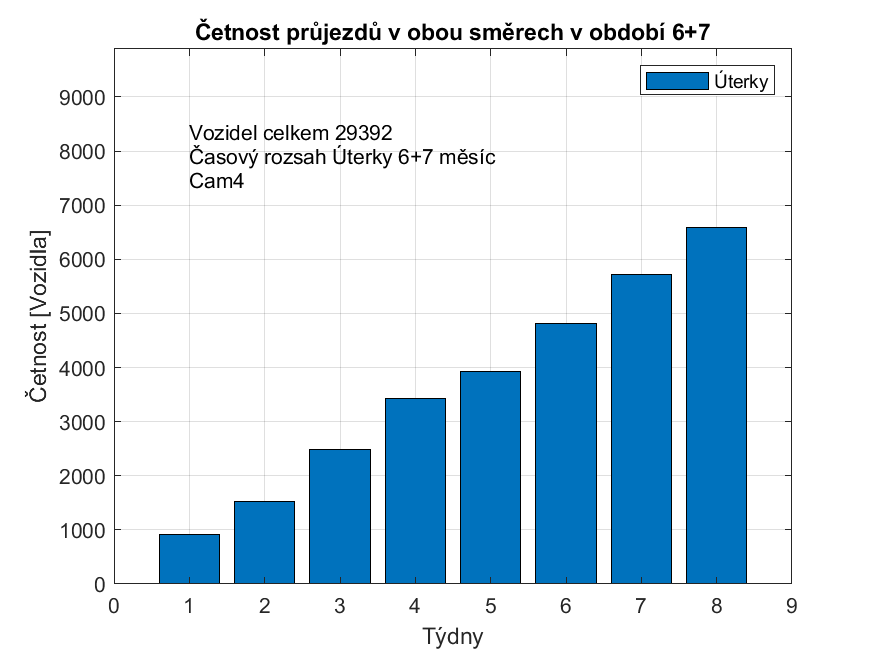 Četnost průjezdů v obou směrech v období 6+7
Úterky
Vozidel celkem 29392
Časový rozsah Úterky 6+7 měsíc
Cam4
Četnost [Vozidla]
9000
8000
7000
6000
5000
4000
3000
2000
1000
0
0 1 2 3 4 5 6 7 8 9
Týdny